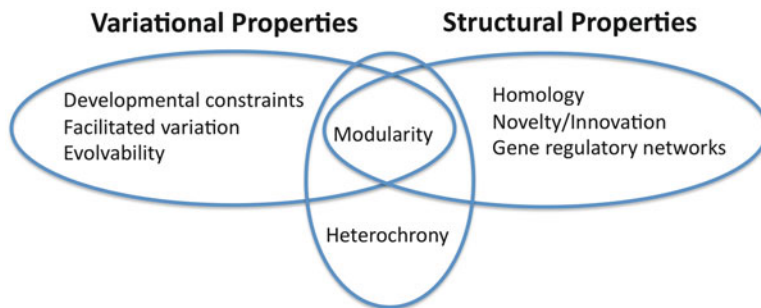 Variational Properties
Structural Properties
Developmental constraints
Facilitated variation
Evolvability
Modularity
Homology
Novelty/Innovation
Gene regulatory networks
Heterochrony